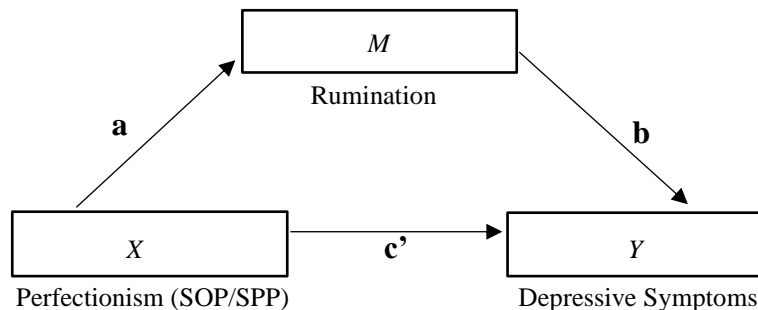 M
Rumination
a
b
X
c’
Y
Perfectionism (SOP/SPP)
Depressive Symptoms